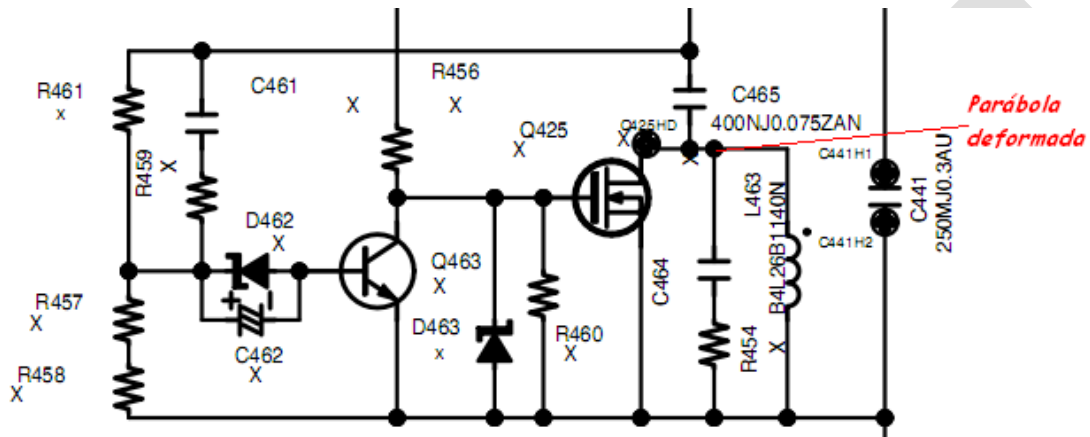 R461
x
C461
X
R456
X
R459
X
Q425
X
Q425HD
X
C465
400NJ0.075ZAN
X
Parábola
deformada
C441H1
C441
250MJ0.3AU
C441H2
L463
B4L26B1140N
X
D462
X
+
C462
X
Q463
X
D463
x
R460
X
C464
R454
R457
X
R458
X